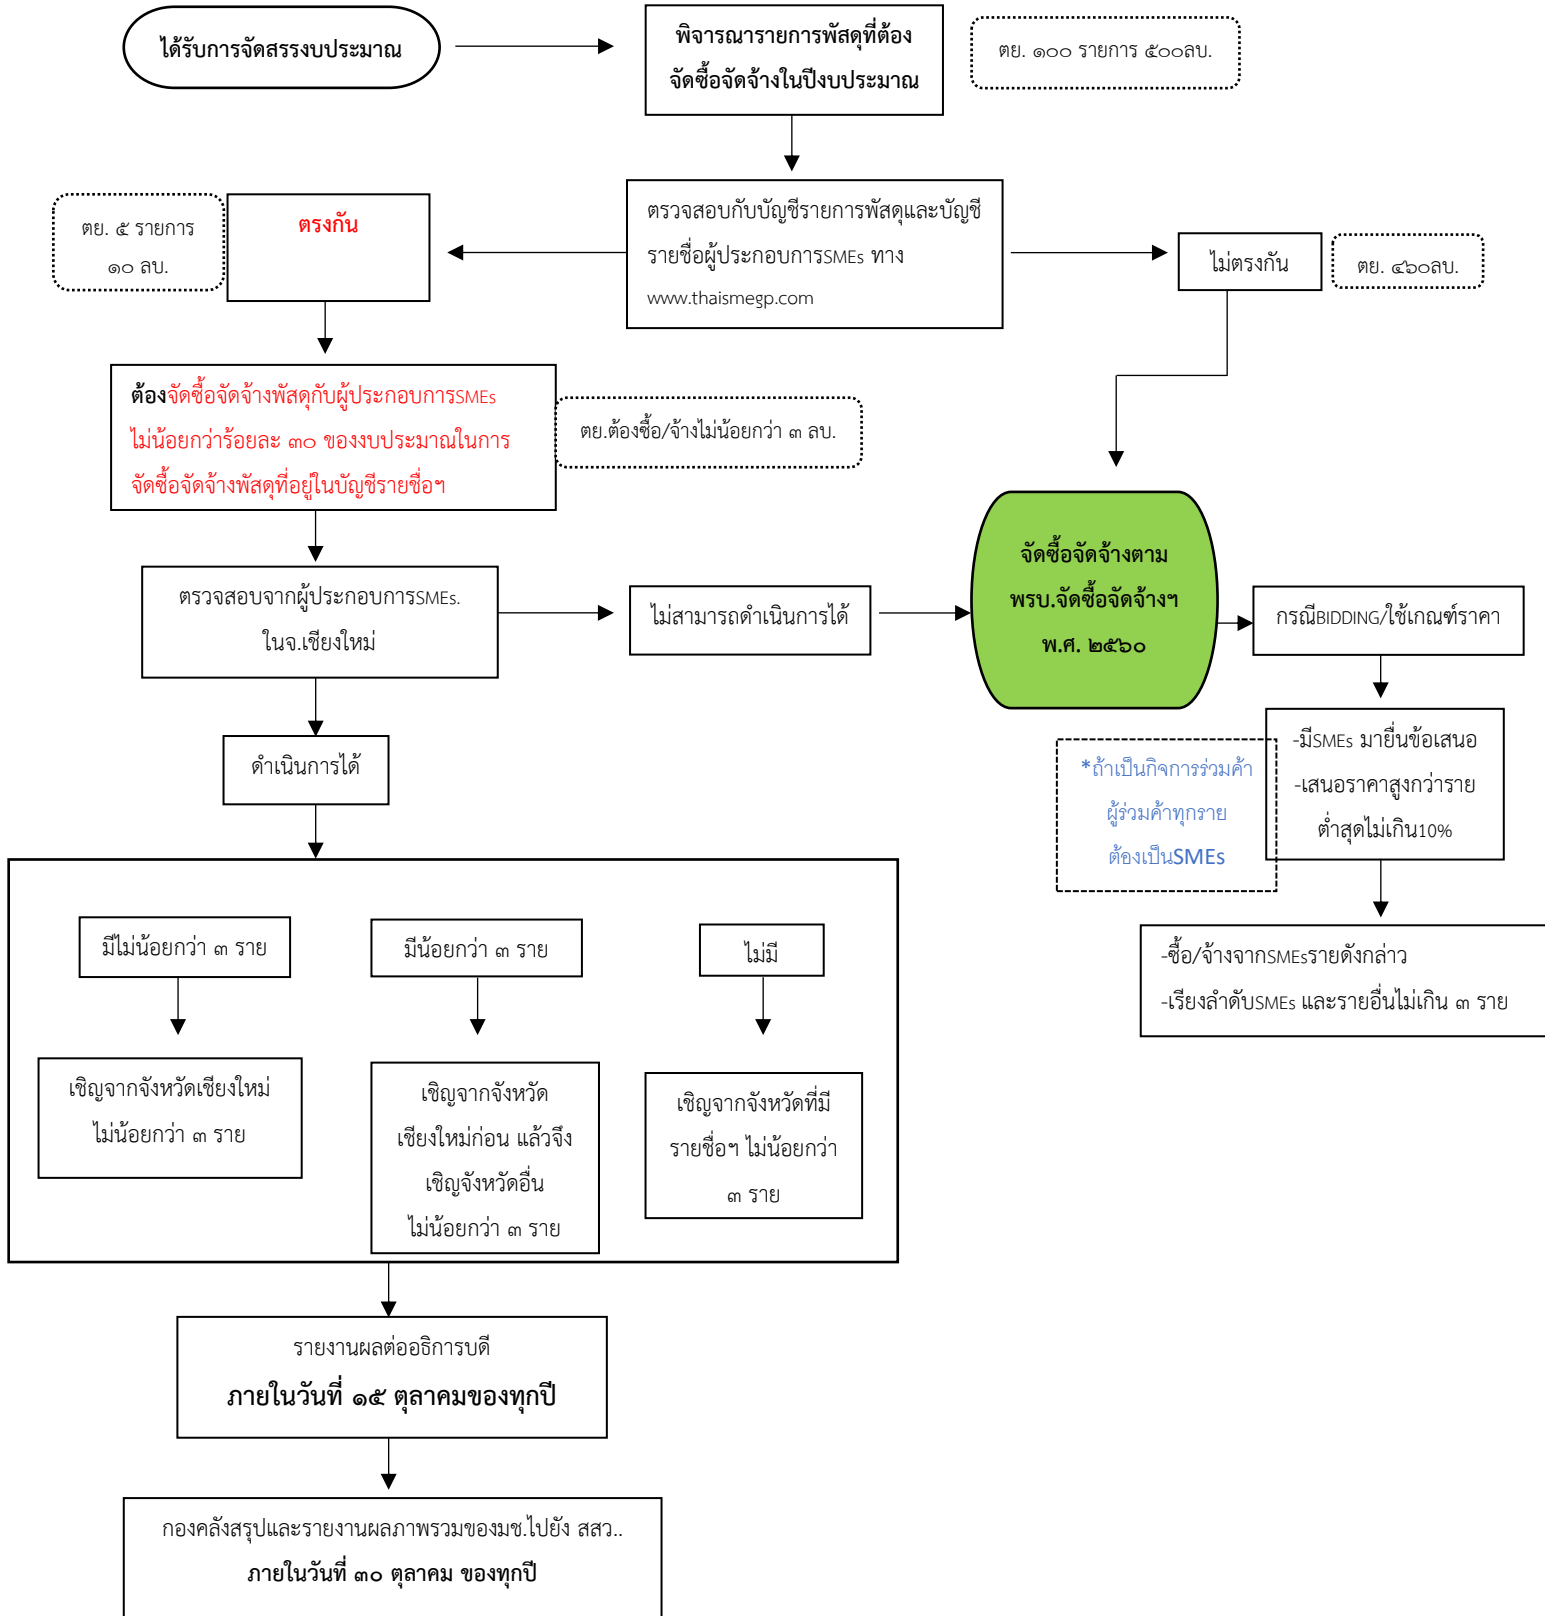 ได้รับการจัดสรรงบประมาณ
พิจารณารายการพัสดุที่ต้อง
จัดซื้อจัดจ้างในปีงบประมาณ
ตย. ๑๐๐ รายการ ๕๐๐ลบ.
ตย. ๕ รายการ
๑๐ ลบ.
ตรงกัน
ตรวจสอบกับบัญชีรายการพัสดุและบัญชี
รายชื่อผู้ประกอบการSMEs ทาง
www.thaismegp.com
ไม่ตรงกัน
ตย. ๔๖๐ลบ.
ต้องจัดซื้อจัดจ้างพัสดุกับผู้ประกอบการSMEs
ไม่น้อยกว่าร้อยละ ๓๐ ของงบประมาณในการ
จัดซื้อจัดจ้างพัสดุที่อยู่ในบัญชีรายชื่อฯ
ตย.ต้องซื้อ/จ้างไม่น้อยกว่า ๓ ลบ.
ตรวจสอบจากผู้ประกอบการSMEs.
ในจ.เชียงใหม่
ไม่สามารถดำเนินการได้
จัดซื้อจัดจ้างตาม
พรบ.จัดซื้อจัดจ้างฯ
พ.ศ. ๒๕๖๐
กรณีBIDDING/ใช้เกณฑ์ราคา
-มีSMEs มายื่นข้อเสนอ
-เสนอราคาสูงกว่าราย
ต่ำสุดไม่เกิน10%
*ถ้าเป็นกิจการร่วมค้า
ผู้ร่วมค้าทุกราย
ต้องเป็นSMEs
-ซื้อ/จ้างจากSMEsรายดังกล่าว
-เรียงลำดับSMEs และรายอื่นไม่เกิน ๓ ราย
ดำเนินการได้
มีไม่น้อยกว่า ๓ ราย
มีน้อยกว่า ๓ ราย
ไม่มี
เชิญจากจังหวัดเชียงใหม่
ไม่น้อยกว่า ๓ ราย
เชิญจากจังหวัด
เชียงใหม่ก่อน แล้วจึง
เชิญจังหวัดอื่น
ไม่น้อยกว่า ๓ ราย
เชิญจากจังหวัดที่มี
รายชื่อฯ ไม่น้อยกว่า
๓ ราย
รายงานผลต่ออธิการบดี
ภายในวันที่ ๑๕ ตุลาคมของทุกปี
กองคลังสรุปและรายงานผลภาพรวมของมช.ไปยัง สสว..
ภายในวันที่ ๓๐ ตุลาคม ของทุกปี